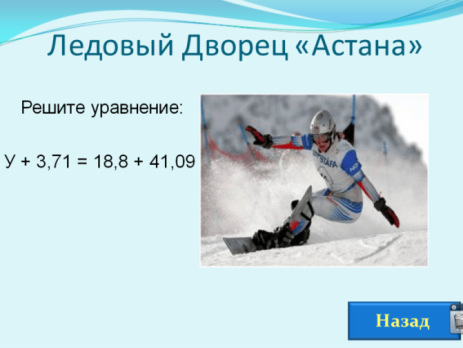 Ледовый Дворец «Астана»
Решите уравнение:
У + 3,71 = 18,8 + 41,09
Назад